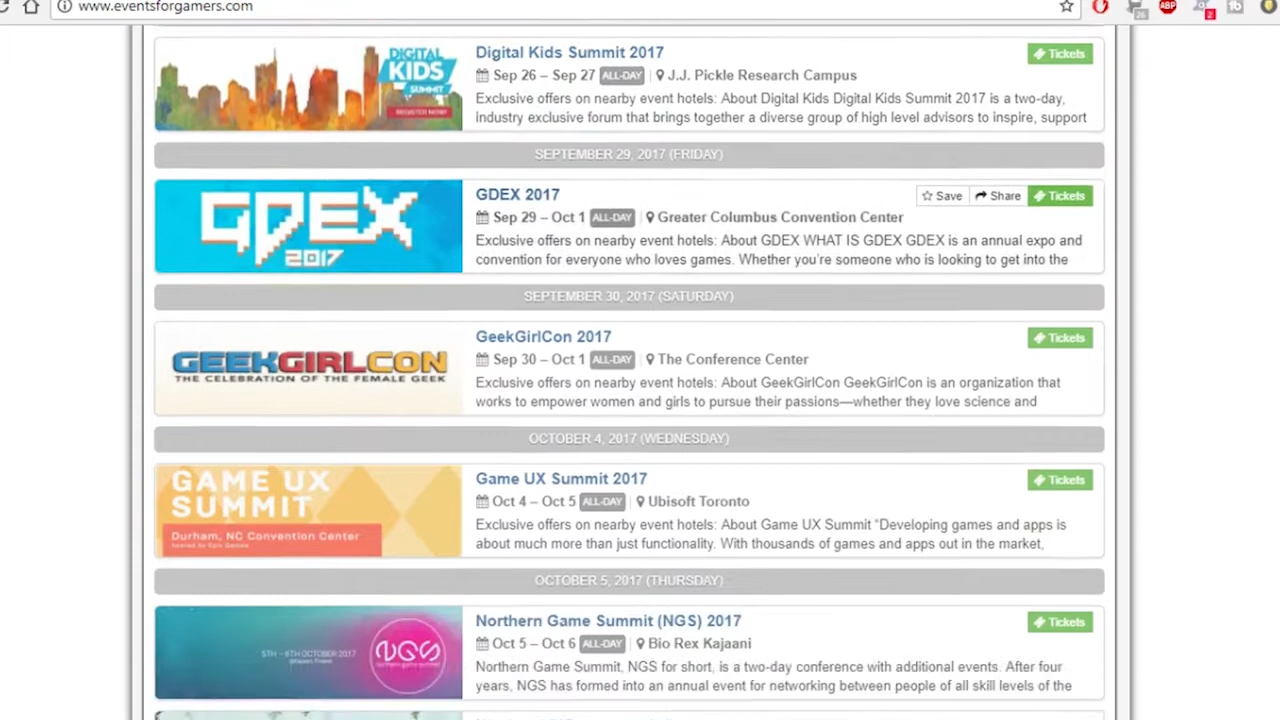 www.eventsforgamers.com
26
ABP
2
DIGITAL
KIDS
SUMMIT
REGISTER NOW!
Digital Kids Summit 2017
Tickets
Sep 26 – Sep 27 ALL-DAY J.J. Pickle Research Campus
Exclusive offers on nearby event hotels: About Digital Kids Digital Kids Summit 2017 is a two-day,
industry exclusive forum that brings together a diverse group of high level advisors to inspire, support
SEPTEMBER 29, 2017 (FRIDAY)
GDEX
2017
GDEX 2017
Save Share Tickets
Sep 29 – Oct 1 ALL-DAY Greater Columbus Convention Center
Exclusive offers on nearby event hotels: About GDEX WHAT IS GDEX GDEX is an annual expo and
convention for everyone who loves games. Whether you're someone who is looking to get into the
SEPTEMBER 30, 2017 (SATURDAY)
GEEKGIRLCON
THE CELEBRATION OF THE FEMALE GEEK
GeekGirlCon 2017
Tickets
Sep 30 – Oct 1 ALL-DAY The Conference Center
Exclusive offers on nearby event hotels: About GeekGirlCon GeekGirlCon is an organization that
works to empower women and girls to pursue their passions—whether they love science and
OCTOBER 4, 2017 (WEDNESDAY)
GAME UX
SUMMIT
Durham, NC Convention Center
hosted by Epic Games
Game UX Summit 2017
Tickets
Oct 4 – Oct 5 ALL-DAY Ubisoft Toronto
Exclusive offers on nearby event hotels: About Game UX Summit "Developing games and apps is
about much more than just functionality. With thousands of games and apps out in the market,
OCTOBER 5, 2017 (THURSDAY)
5TH - 6TH OCTOBER 2017
NGS
northern game summit
Northern Game Summit (NGS) 2017
Tickets
Oct 5 – Oct 6 ALL-DAY Bio Rex Kajaani
Northern Game Summit, NGS for short, is a two-day conference with additional events. After four
years, NGS has formed into an annual event for networking between people of all skill levels of the